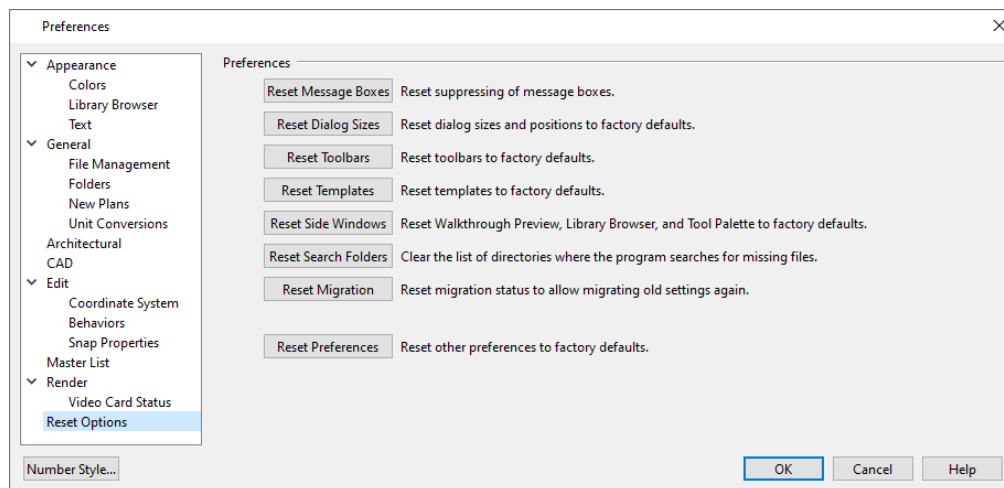 Preferences
Appearance
Colors
Library Browser
Text
General
File Management
Folders
New Plans
Unit Conversions
Architectural
CAD
Edit
Coordinate System
Behaviors
Snap Properties
Master List
Render
Video Card Status
Reset Options
Preferences
Reset Message Boxes Reset suppressing of message boxes.
Reset Dialog Sizes Reset dialog sizes and positions to factory defaults.
Reset Toolbars Reset toolbars to factory defaults.
Reset Templates Reset templates to factory defaults.
Reset Side Windows Reset Walkthrough Preview, Library Browser, and Tool Palette to factory defaults.
Reset Search Folders Clear the list of directories where the program searches for missing files.
Reset Migration Reset migration status to allow migrating old settings again.
Reset Preferences Reset other preferences to factory defaults.
Number Style... OK Cancel Help